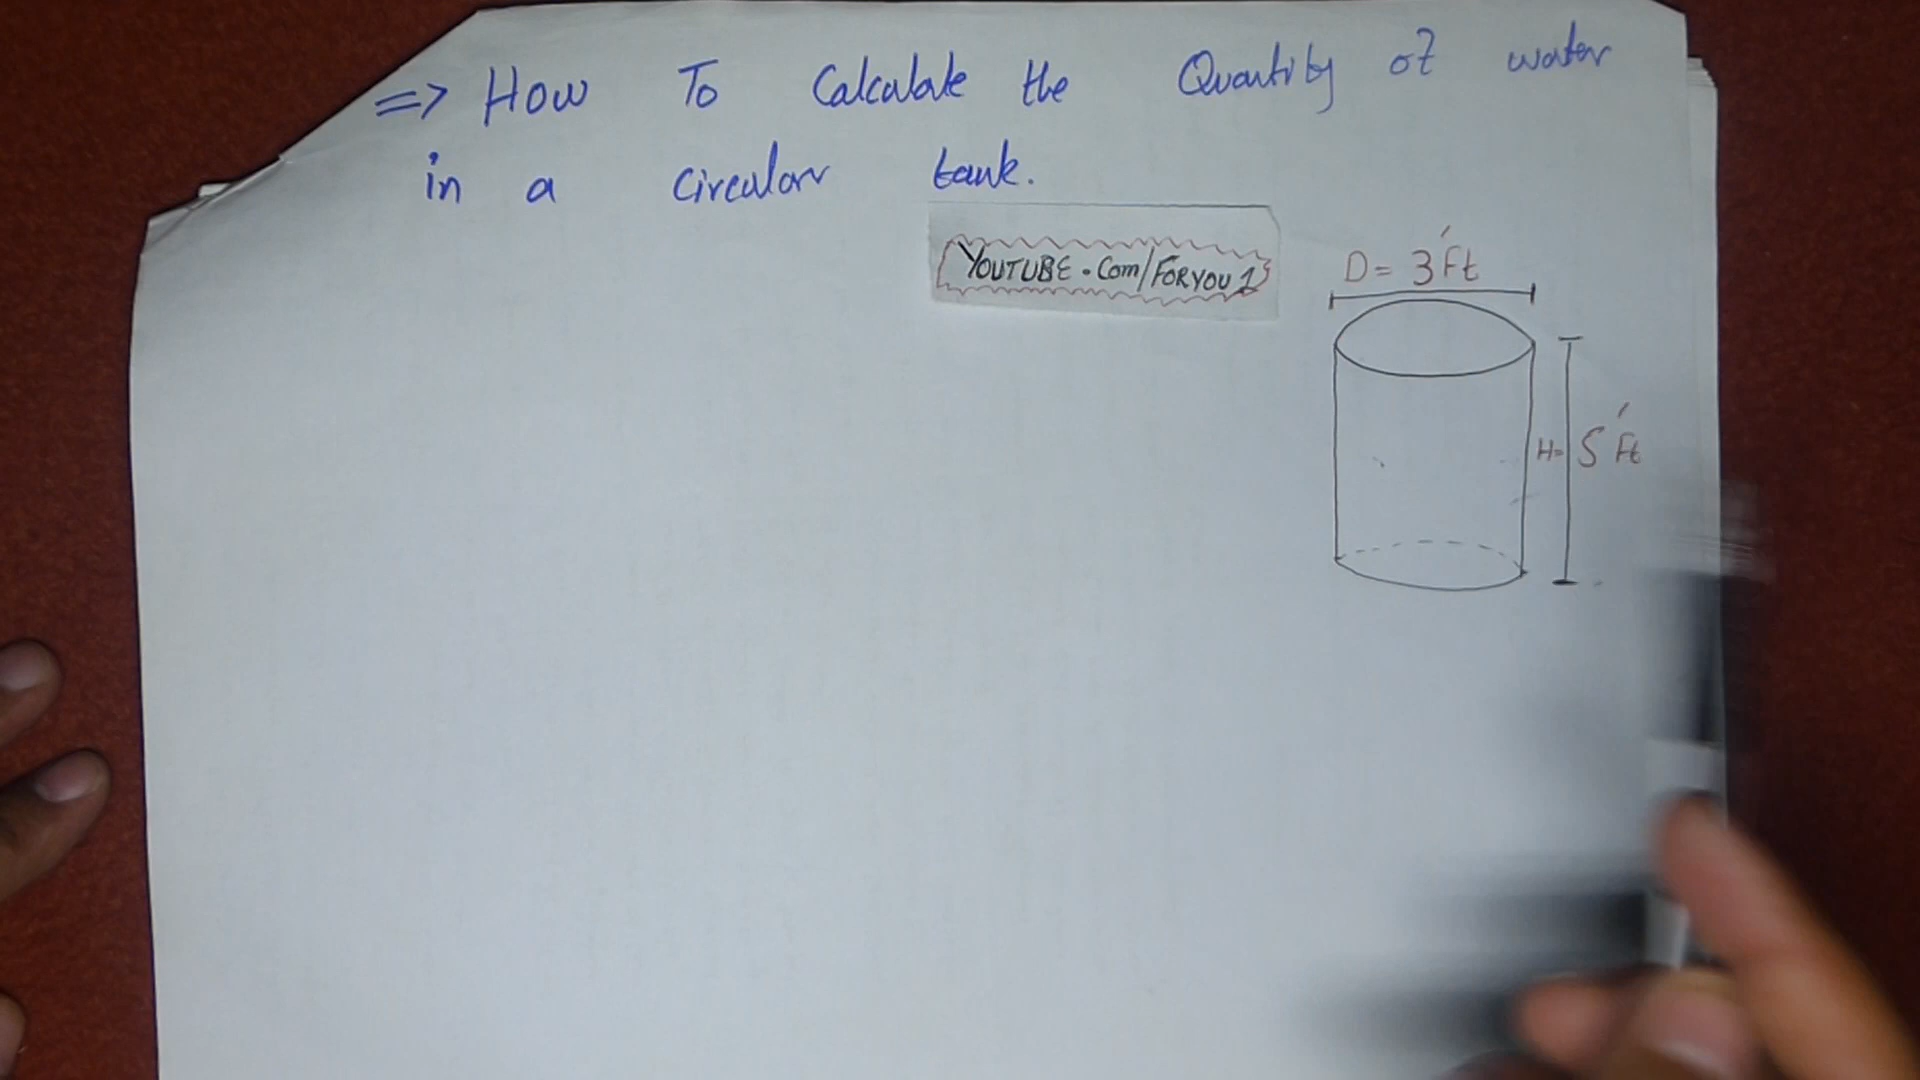 => How To Calculate the Quantity of water
in a circular tank.
YOUTUBE.Com/FORYOU 1
D= 3' Ft
H= 5' Ft